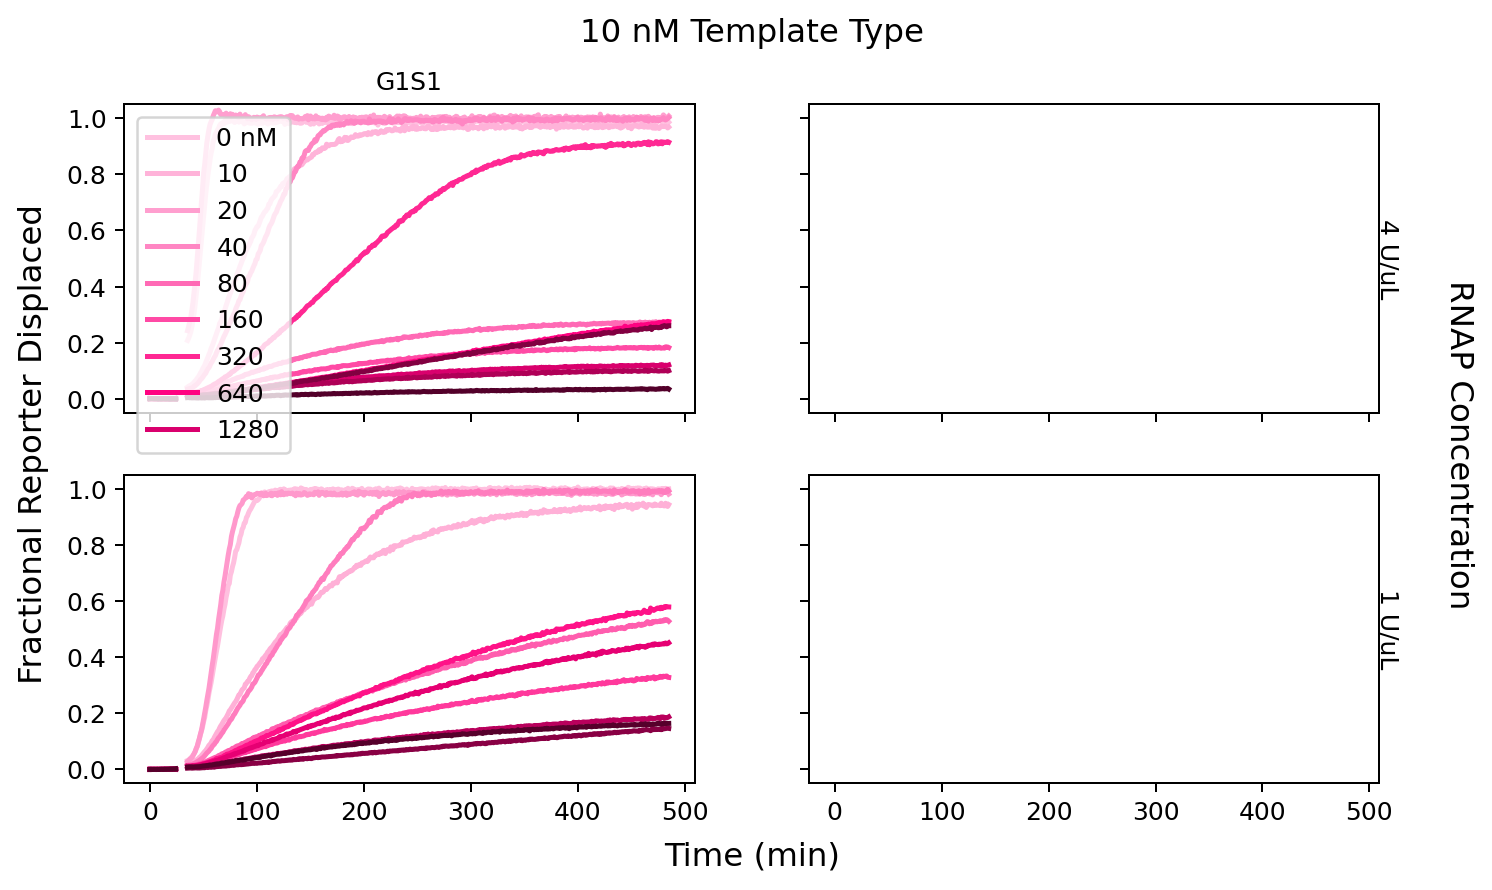 10 nM Template Type
G1S1
Fractional Reporter Displaced
1.0
0.8
0.6
0.4
0.2
0.0
0 nM
10
20
40
80
160
320
640
1280
4 U/uL
RNAP Concentration
1.0
0.8
0.6
0.4
0.2
0.0
0 100 200 300 400 500
0 100 200 300 400 500
1 U/uL
Time (min)